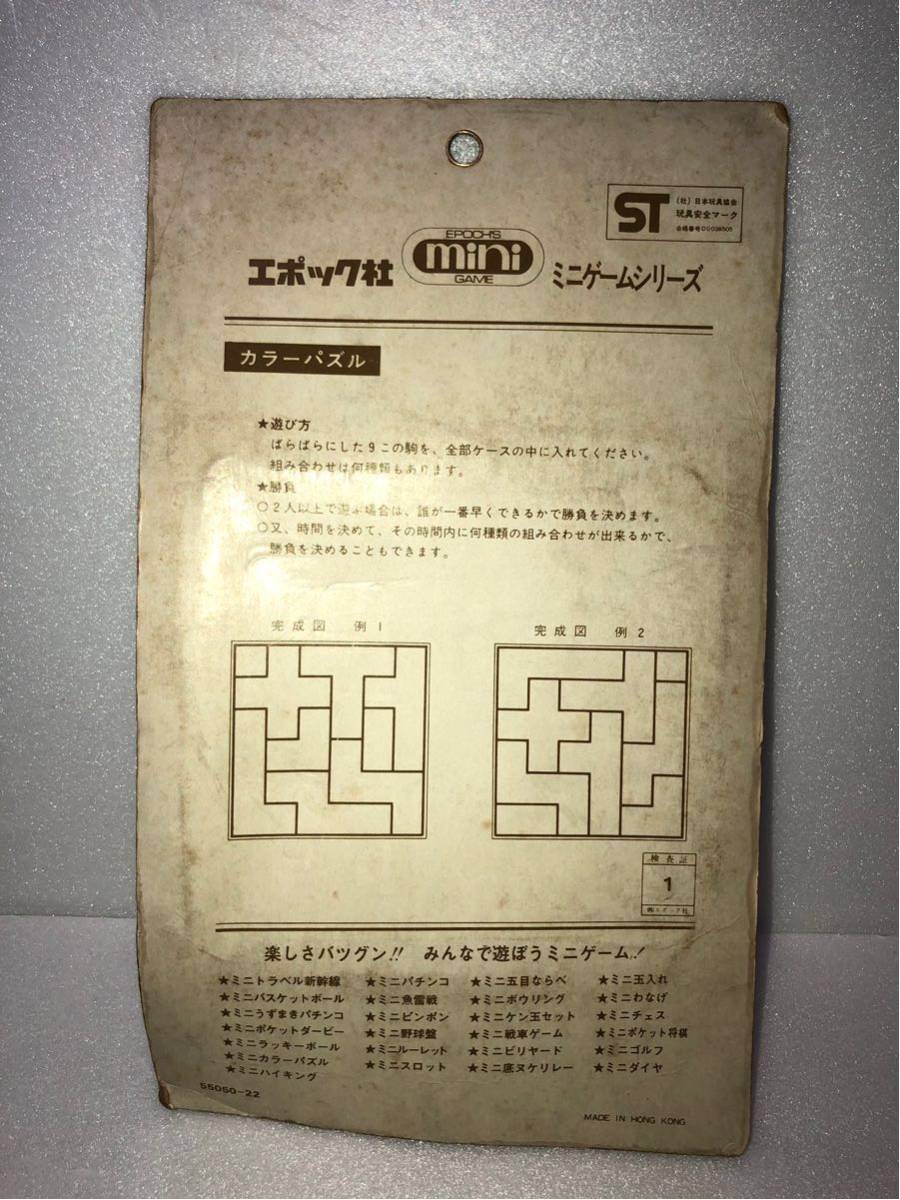 ST
(社)日本玩具協会
玩具安全マーク
エポック社
EPOCH'S
mini
GAME
ミニゲームシリーズ
カラーパズル
★遊び方
ばらばらにした9この駒を、全部ケースの中に入れてください。
組み合わせは何種類もあります。
★勝負
○2人以上で遊ぶ場合は、誰が一番早くできるかで勝負を決めます。
○又、時間を決めて、その時間内に何種類の組み合わせが出来るかで、
勝負を決めることもできます。
完成図 例1
完成図 例2
検査証
1
㈱エポック社
楽しさバツグン!! みんなで遊ぼうミニゲーム!
★ミニトラベル新幹線 ★ミニパチンコ ★ミニ五目ならべ ★ミニ玉入れ
★ミニバスケットボール ★ミニ魚雷戦 ★ミニボウリング ★ミニわなげ
★ミニうずまきパチンコ ★ミニピンポン ★ミニケン玉セット ★ミニチェス
★ミニポケットダービー ★ミニ野球盤 ★ミニ戦車ゲーム ★ミニポケット将棋
★ミニラッキーボール ★ミニルーレット ★ミニビリヤード ★ミニゴルフ
★ミニカラーパズル ★ミニスロット ★ミニ底ヌケリレー ★ミニダイヤ
★ミニハイキング
55050-22
MADE IN HONG KONG